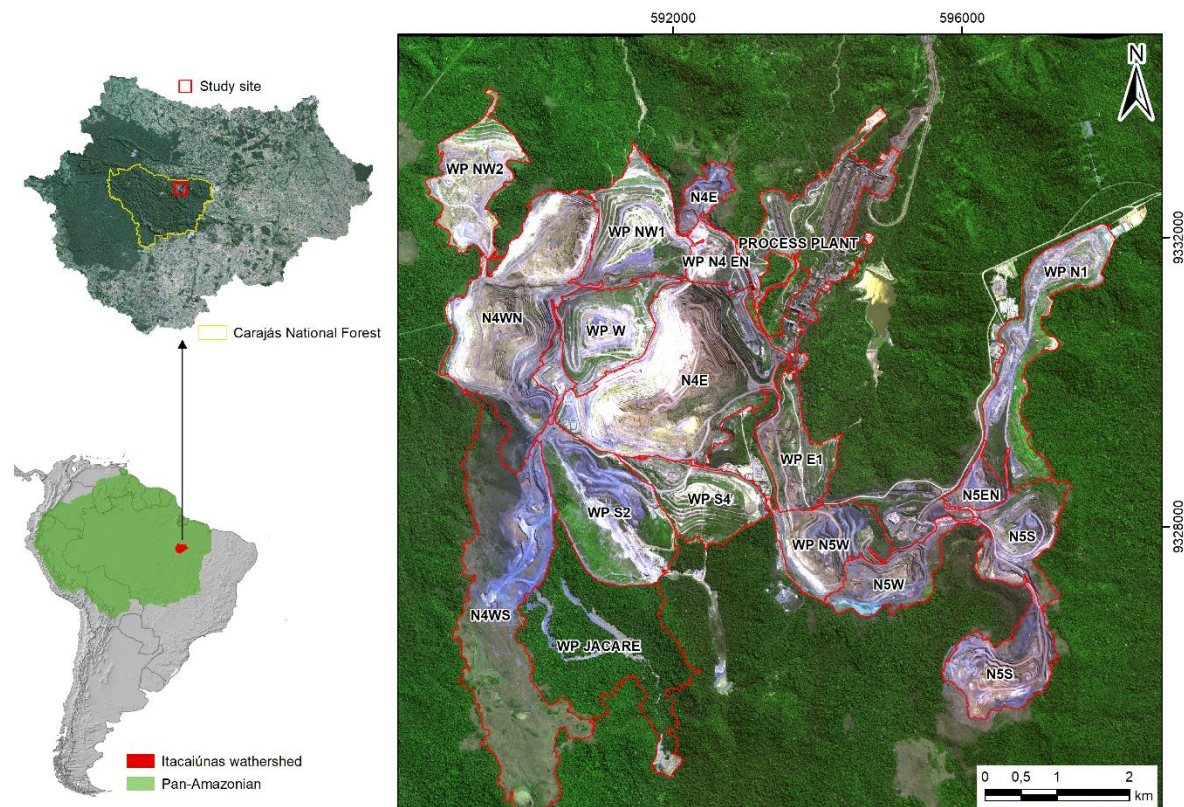 Study site
Carajás National Forest
Itacaiúnas wathershed
Pan-Amazonian
592000
596000
N
WP NW2
N4E
WP NW1
PROCESS PLANT
9332000
WP N4 EN
WP N1
N4WN
WP W
N4E
WP E1
WP S4
N5EN
WP S2
9328000
N5S
WP N5W
N5W
N4WS
WP JACARE
N5S
0 0,5 1 2
km